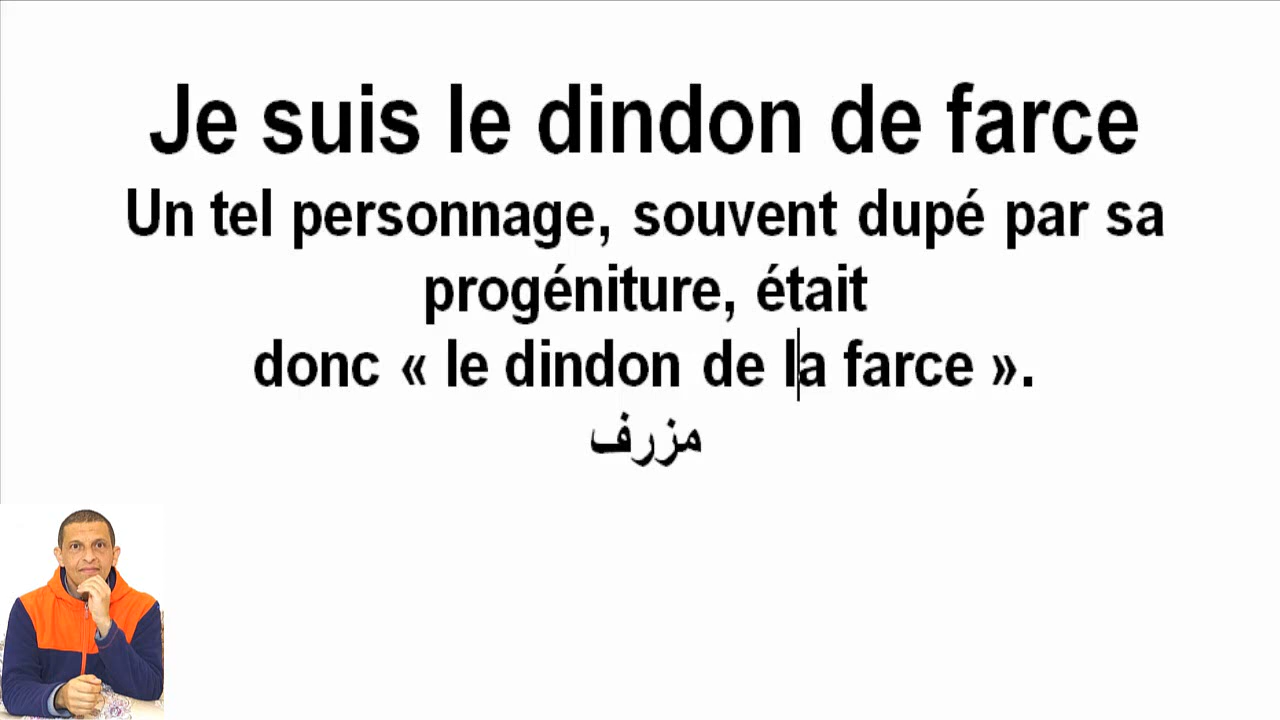 Je suis le dindon de farce
Un tel personnage, souvent dupé par sa
progéniture, était
donc « le dindon de la farce ».
مزرف